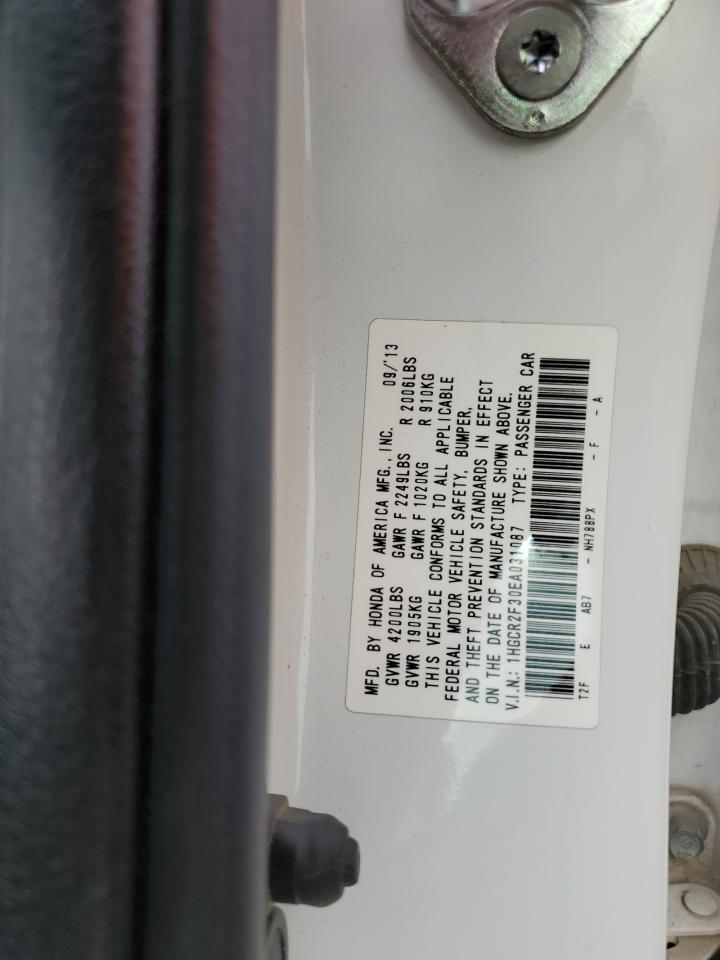 MFD. BY HONDA OF AMERICA MFG., INC. 09/'13
GVWR 4200LBS GAWR F 2249LBS R 2006LBS
GVWR 1905KG GAWR F 1020KG R 910KG
THIS VEHICLE CONFORMS TO ALL APPLICABLE
FEDERAL MOTOR VEHICLE SAFETY, BUMPER,
AND THEFT PREVENTION STANDARDS IN EFFECT
ON THE DATE OF MANUFACTURE SHOWN ABOVE.
V.I.N.: 1HGCR2F30EA031087 TYPE: PASSENGER CAR
T2F E AB7 - NH788PX - F - A